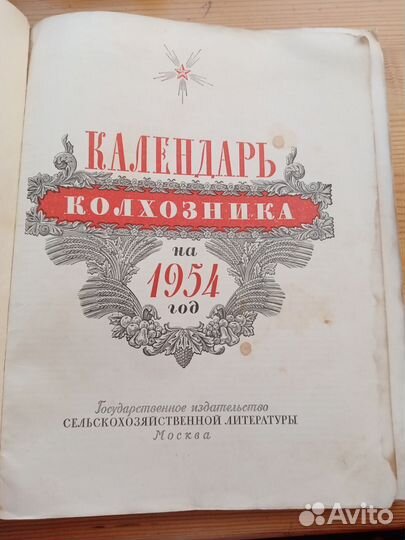 КАЛЕНДАРЬ
КОЛХОЗНИКА
на
1954
год
Государственное издательство
СЕЛЬСКОХОЗЯЙСТВЕННОЙ ЛИТЕРАТУРЫ
Москва
Avito